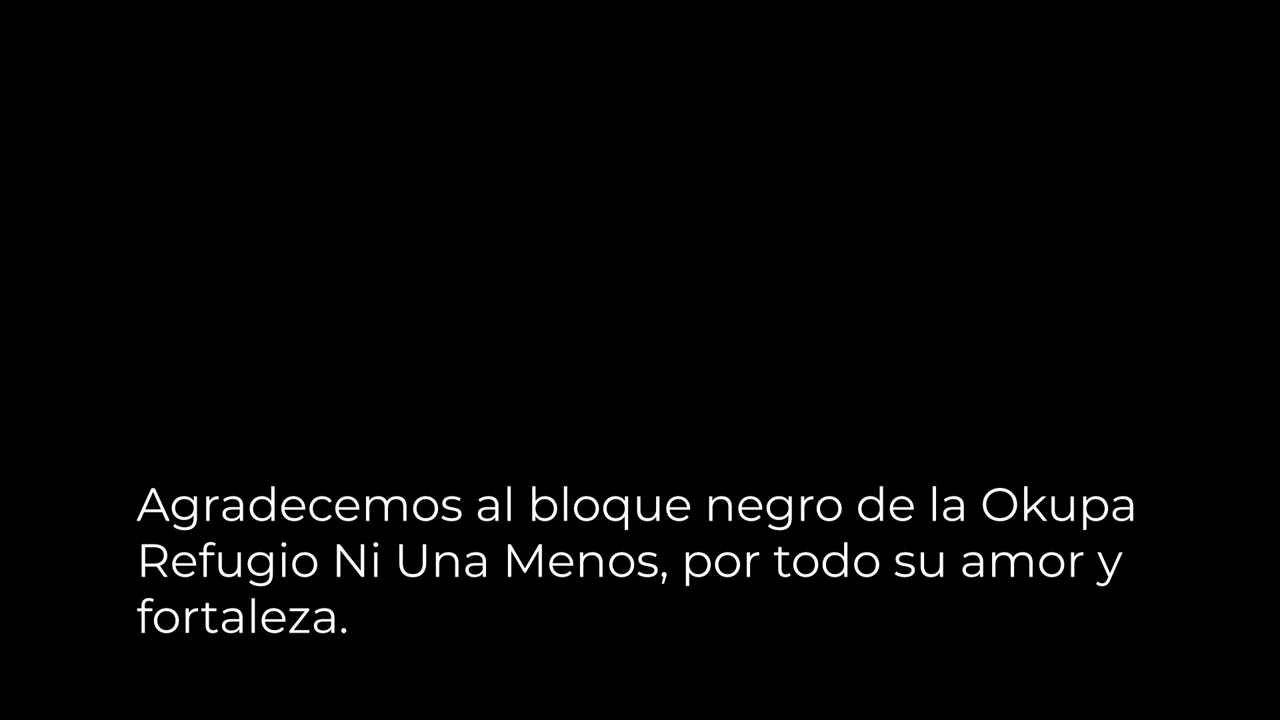 Agradecemos al bloque negro de la Okupa
Refugio Ni Una Menos, por todo su amor y
fortaleza.